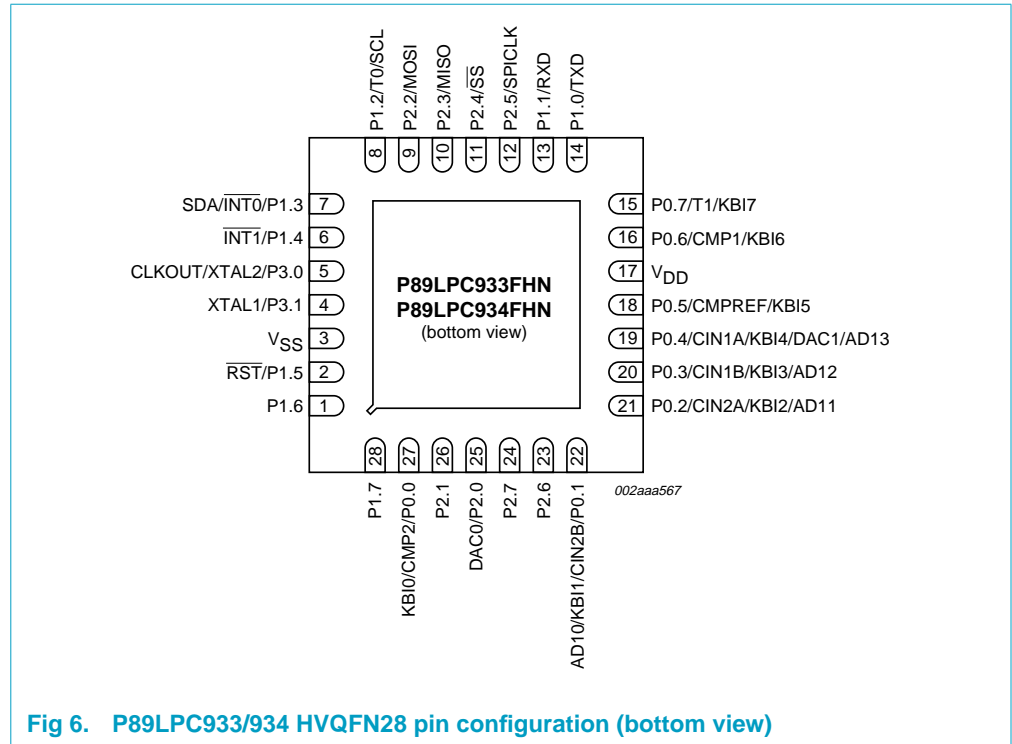 P1.2/T0/SCL
P2.2/MOSI
P2.3/MISO
P2.4/S̅S̅
P2.5/SPICLK
P1.1/RXD
P1.0/TXD
8
9
10
11
12
13
14
SDA/I̅N̅T̅0̅/P1.3 7
I̅N̅T̅1̅/P1.4 6
CLKOUT/XTAL2/P3.0 5
XTAL1/P3.1 4
VSS 3
R̅S̅T̅/P1.5 2
P1.6 1
P89LPC933FHN
P89LPC934FHN
(bottom view)
15 P0.7/T1/KBI7
16 P0.6/CMP1/KBI6
17 VDD
18 P0.5/CMPREF/KBI5
19 P0.4/CIN1A/KBI4/DAC1/AD13
20 P0.3/CIN1B/KBI3/AD12
21 P0.2/CIN2A/KBI2/AD11
28
27
26
25
24
23
22
P1.7
KBI0/CMP2/P0.0
P2.1
DAC0/P2.0
P2.7
P2.6
AD10/KBI1/CIN2B/P0.1
002aaa567
Fig 6. P89LPC933/934 HVQFN28 pin configuration (bottom view)